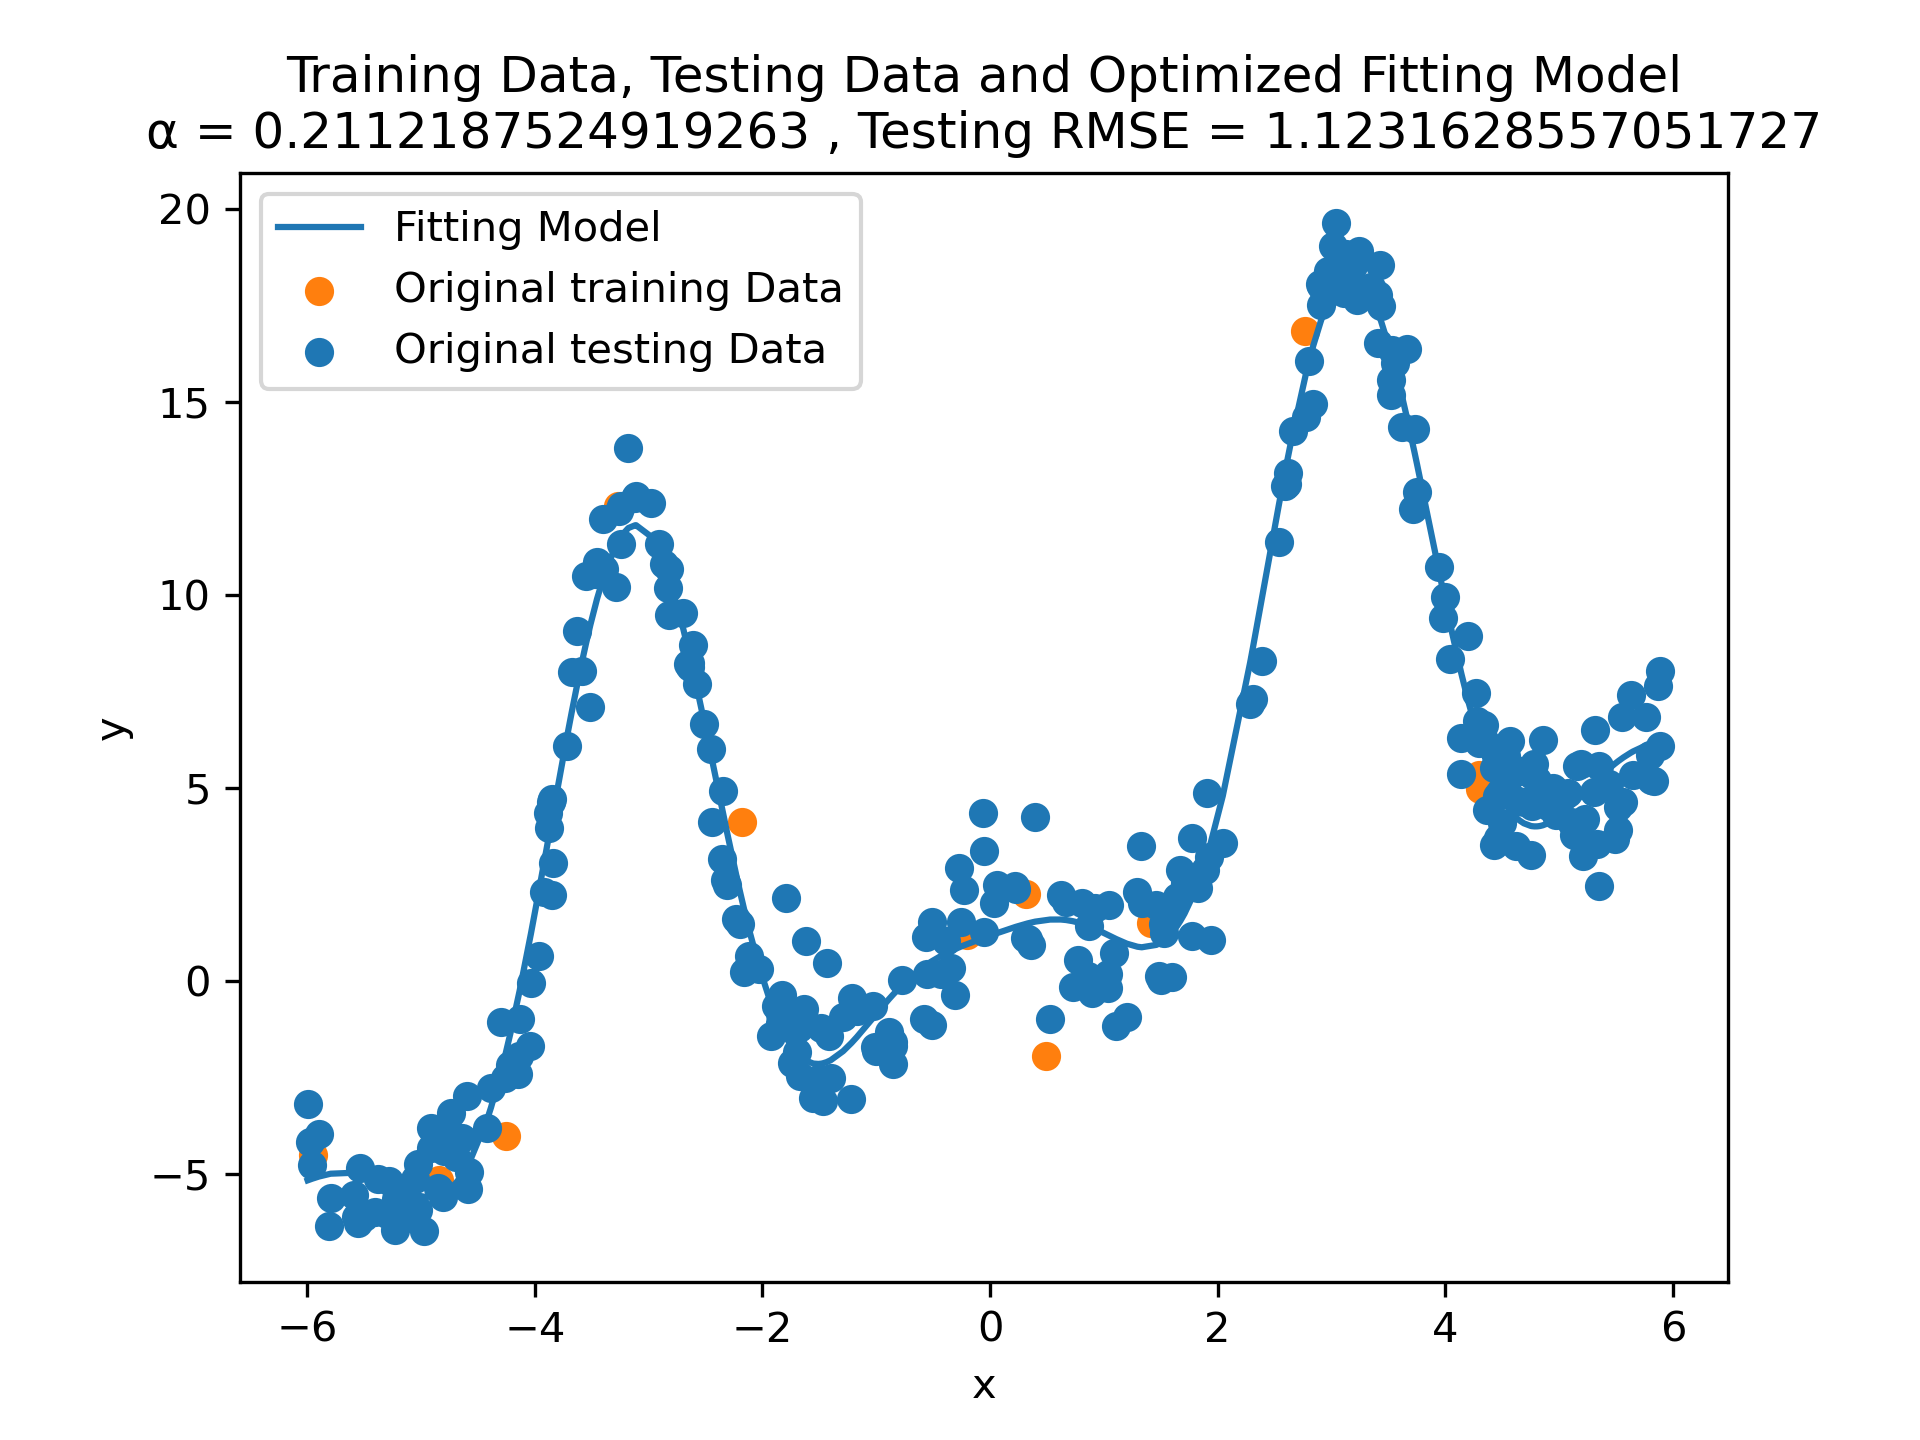 Training Data, Testing Data and Optimized Fitting Model
α = 0.2112187524919263 , Testing RMSE = 1.1231628557051727
Fitting Model
Original training Data
Original testing Data
20
15
10
5
0
−5
y
−6 −4 −2 0 2 4 6
x